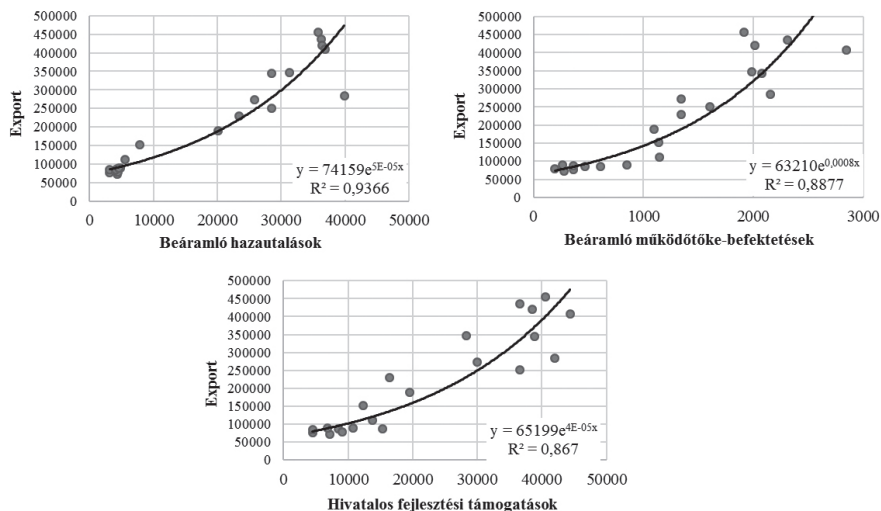 500000
450000
400000
350000
300000
250000
200000
150000
100000
50000
0
Export
y = 74159e5E-05x
R² = 0,9366
0 10000 20000 30000 40000 50000
Beáramló hazautalások
500000
450000
400000
350000
300000
250000
200000
150000
100000
50000
0
Export
y = 63210e0,0008x
R² = 0,8877
0 1000 2000 3000
Beáramló működőtőke-befektetések
500000
450000
400000
350000
300000
250000
200000
150000
100000
50000
0
Export
y = 65199e4E-05x
R² = 0,867
0 10000 20000 30000 40000 50000
Hivatalos fejlesztési támogatások